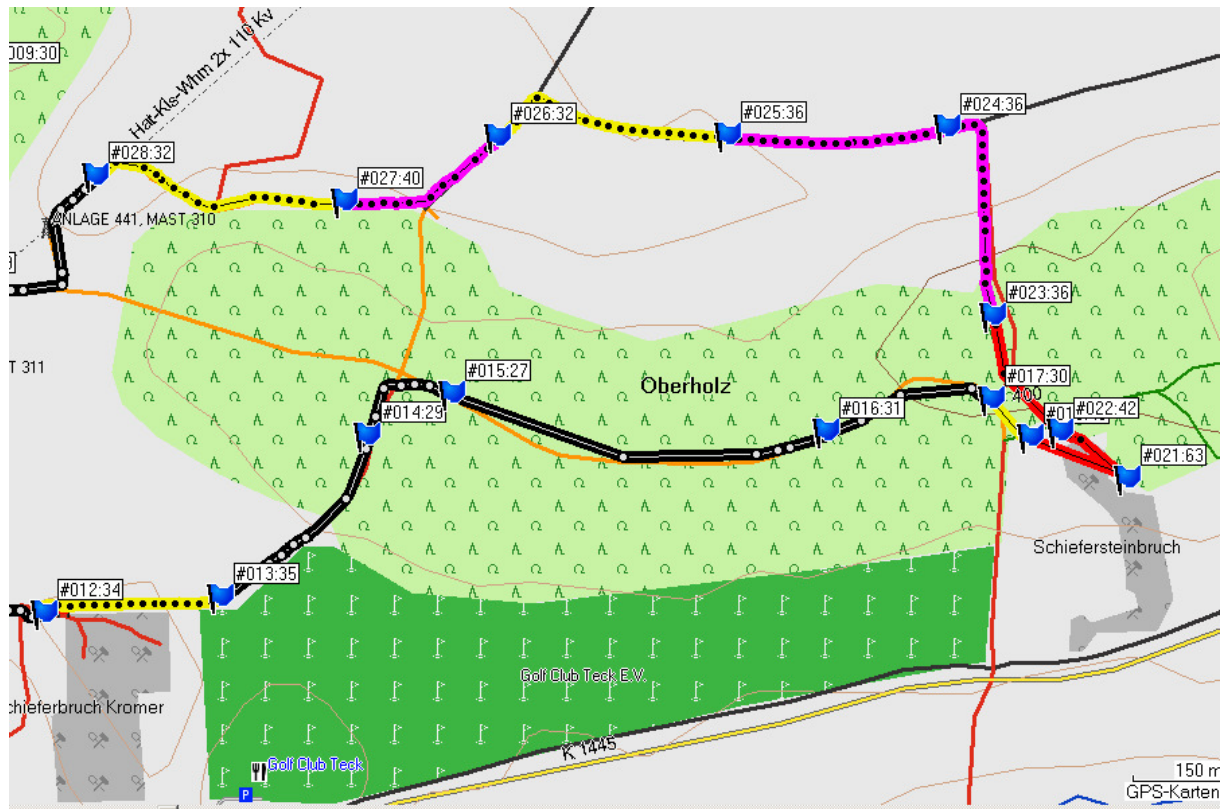 009:30
Hat-Kls-Whm 2x 110 Kv
#026:32
#025:36
#024:36
#028:32
#027:40
ANLAGE 441, MAST 310
#023:36
T 311
#015:27
Oberholz
#017:30
400
#014:29
#016:31
#01
#022:42
#021:63
Schiefersteinbruch
#013:35
#012:34
Golf Club Teck E.V.
chieferbruch Kromer
K 1445
Golf Club Teck
P
150 m
GPS-Karten